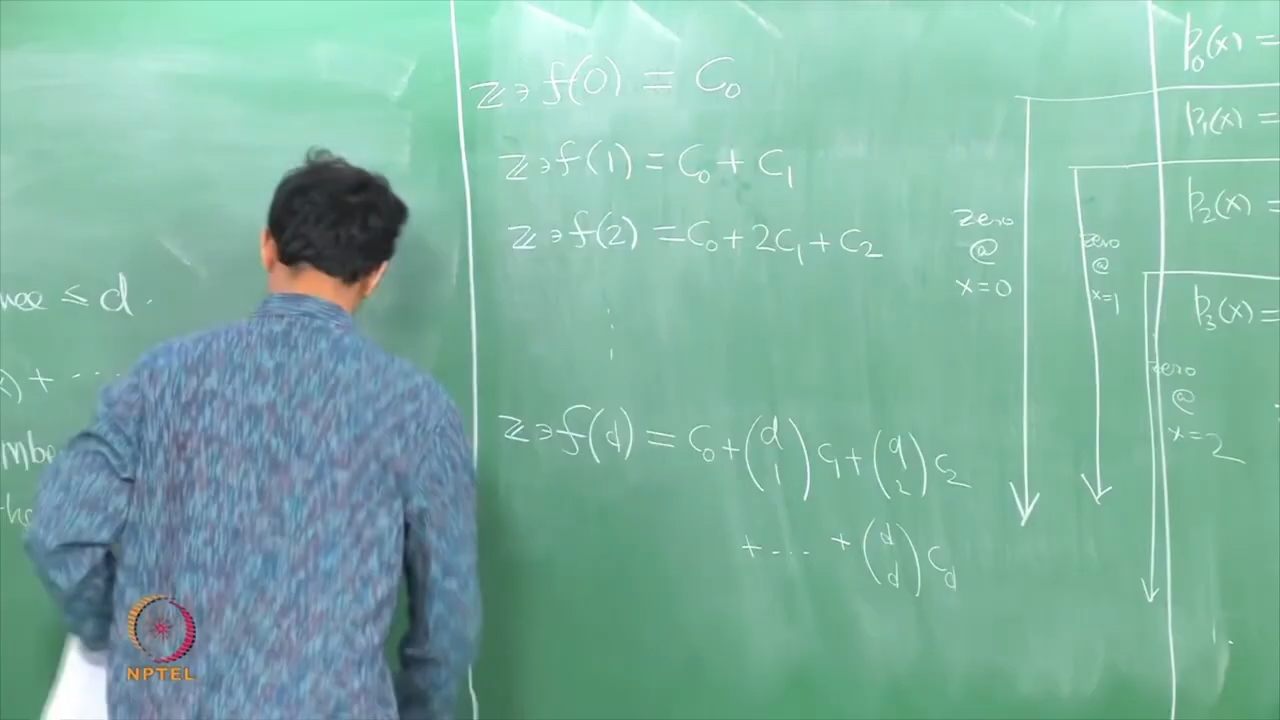 ≤ d.
+ ...
ℤ ∋ f(0) = C₀
ℤ ∋ f(1) = C₀ + C₁
ℤ ∋ f(2) = C₀ + 2C₁ + C₂
⋮
ℤ ∋ f(d) = C₀ + (d 1) C₁ + (d 2) C₂
+ ... + (d d) C_d
zero
@
x=0
zero
@
x=1
zero
@
x=2
p₀(x) =
p₁(x) =
p₂(x) =
p₃(x) =
NPTEL